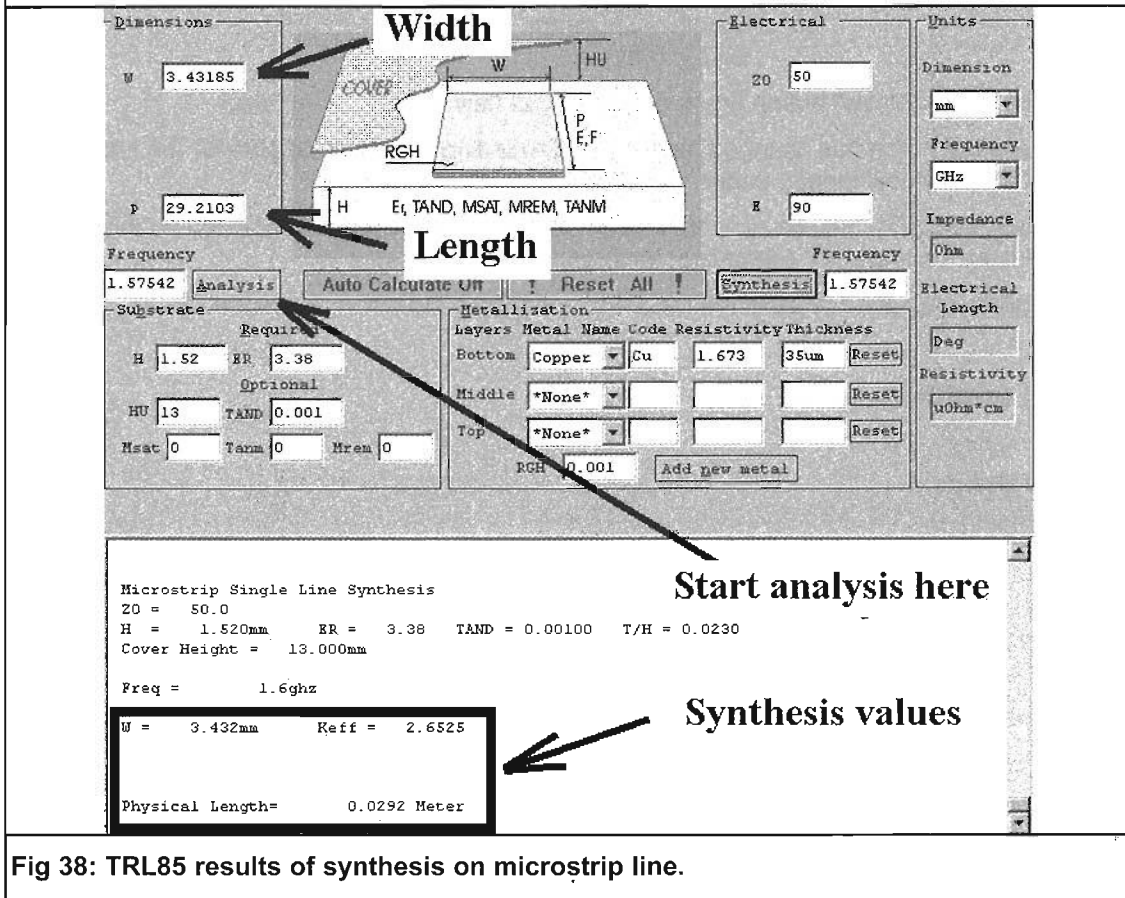 Dimensions
Width
W 3.43185
P 29.2103
Length
COVER
W
HU
P
E,F
RGH
H Er, TAND, MSAT, MREM, TANM
Electrical
Z0 50
E 90
Units
Dimension
mm
Frequency
GHz
Impedance
Ohm
Electrical
Length
Deg
Resistivity
uOhm*cm
Frequency
1.57542 Analysis
Auto Calculate Off
! Reset All !
Frequency
Synthesis 1.57542
Substrate
Required
H 1.52 ER 3.38
Optional
HU 13 TAND 0.001
Msat 0 Tanm 0 Mrem 0
Metallization
Layers Metal Name Code Resistivity Thickness
Bottom Copper Cu 1.673 35um Reset
Middle *None* Reset
Top *None* Reset
RGH 0.001 Add new metal
Start analysis here
Microstrip Single Line Synthesis
Z0 = 50.0
H = 1.520mm ER = 3.38 TAND = 0.00100 T/H = 0.0230
Cover Height = 13.000mm
Freq = 1.6ghz
W = 3.432mm Keff = 2.6525
Synthesis values
Physical Length= 0.0292 Meter
Fig 38: TRL85 results of synthesis on microstrip line.